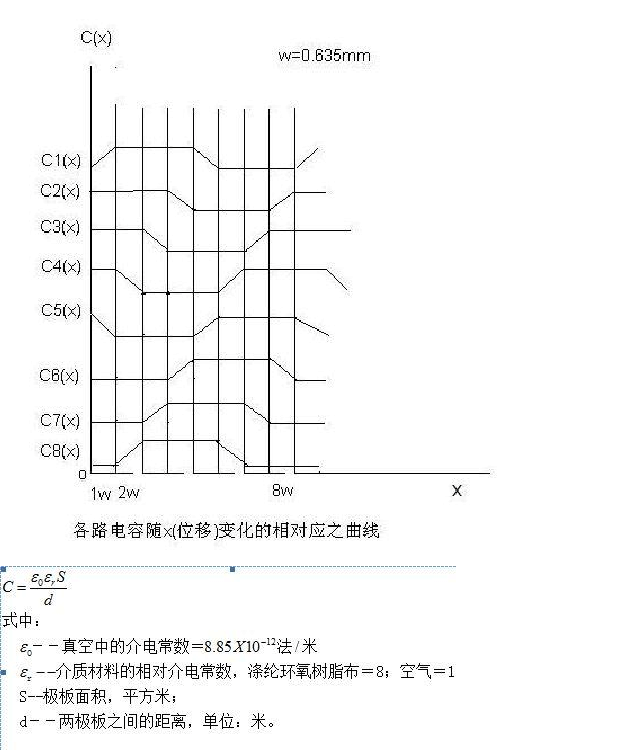 C(x)
w=0.635mm
C1(x)
C2(x)
C3(x)
C4(x)
C5(x)
C6(x)
C7(x)
C8(x)
0
1w 2w 8w X
各路电容随x(位移)变化的相对应之曲线
C = ε₀εᵣS / d
式中:
ε₀－－真空中的介电常数＝8.85X10⁻¹²法/米
εᵣ－－介质材料的相对介电常数，涤纶环氧树脂布＝8；空气＝1
S－－极板面积，平方米；
d－－两极板之间的距离，单位：米。